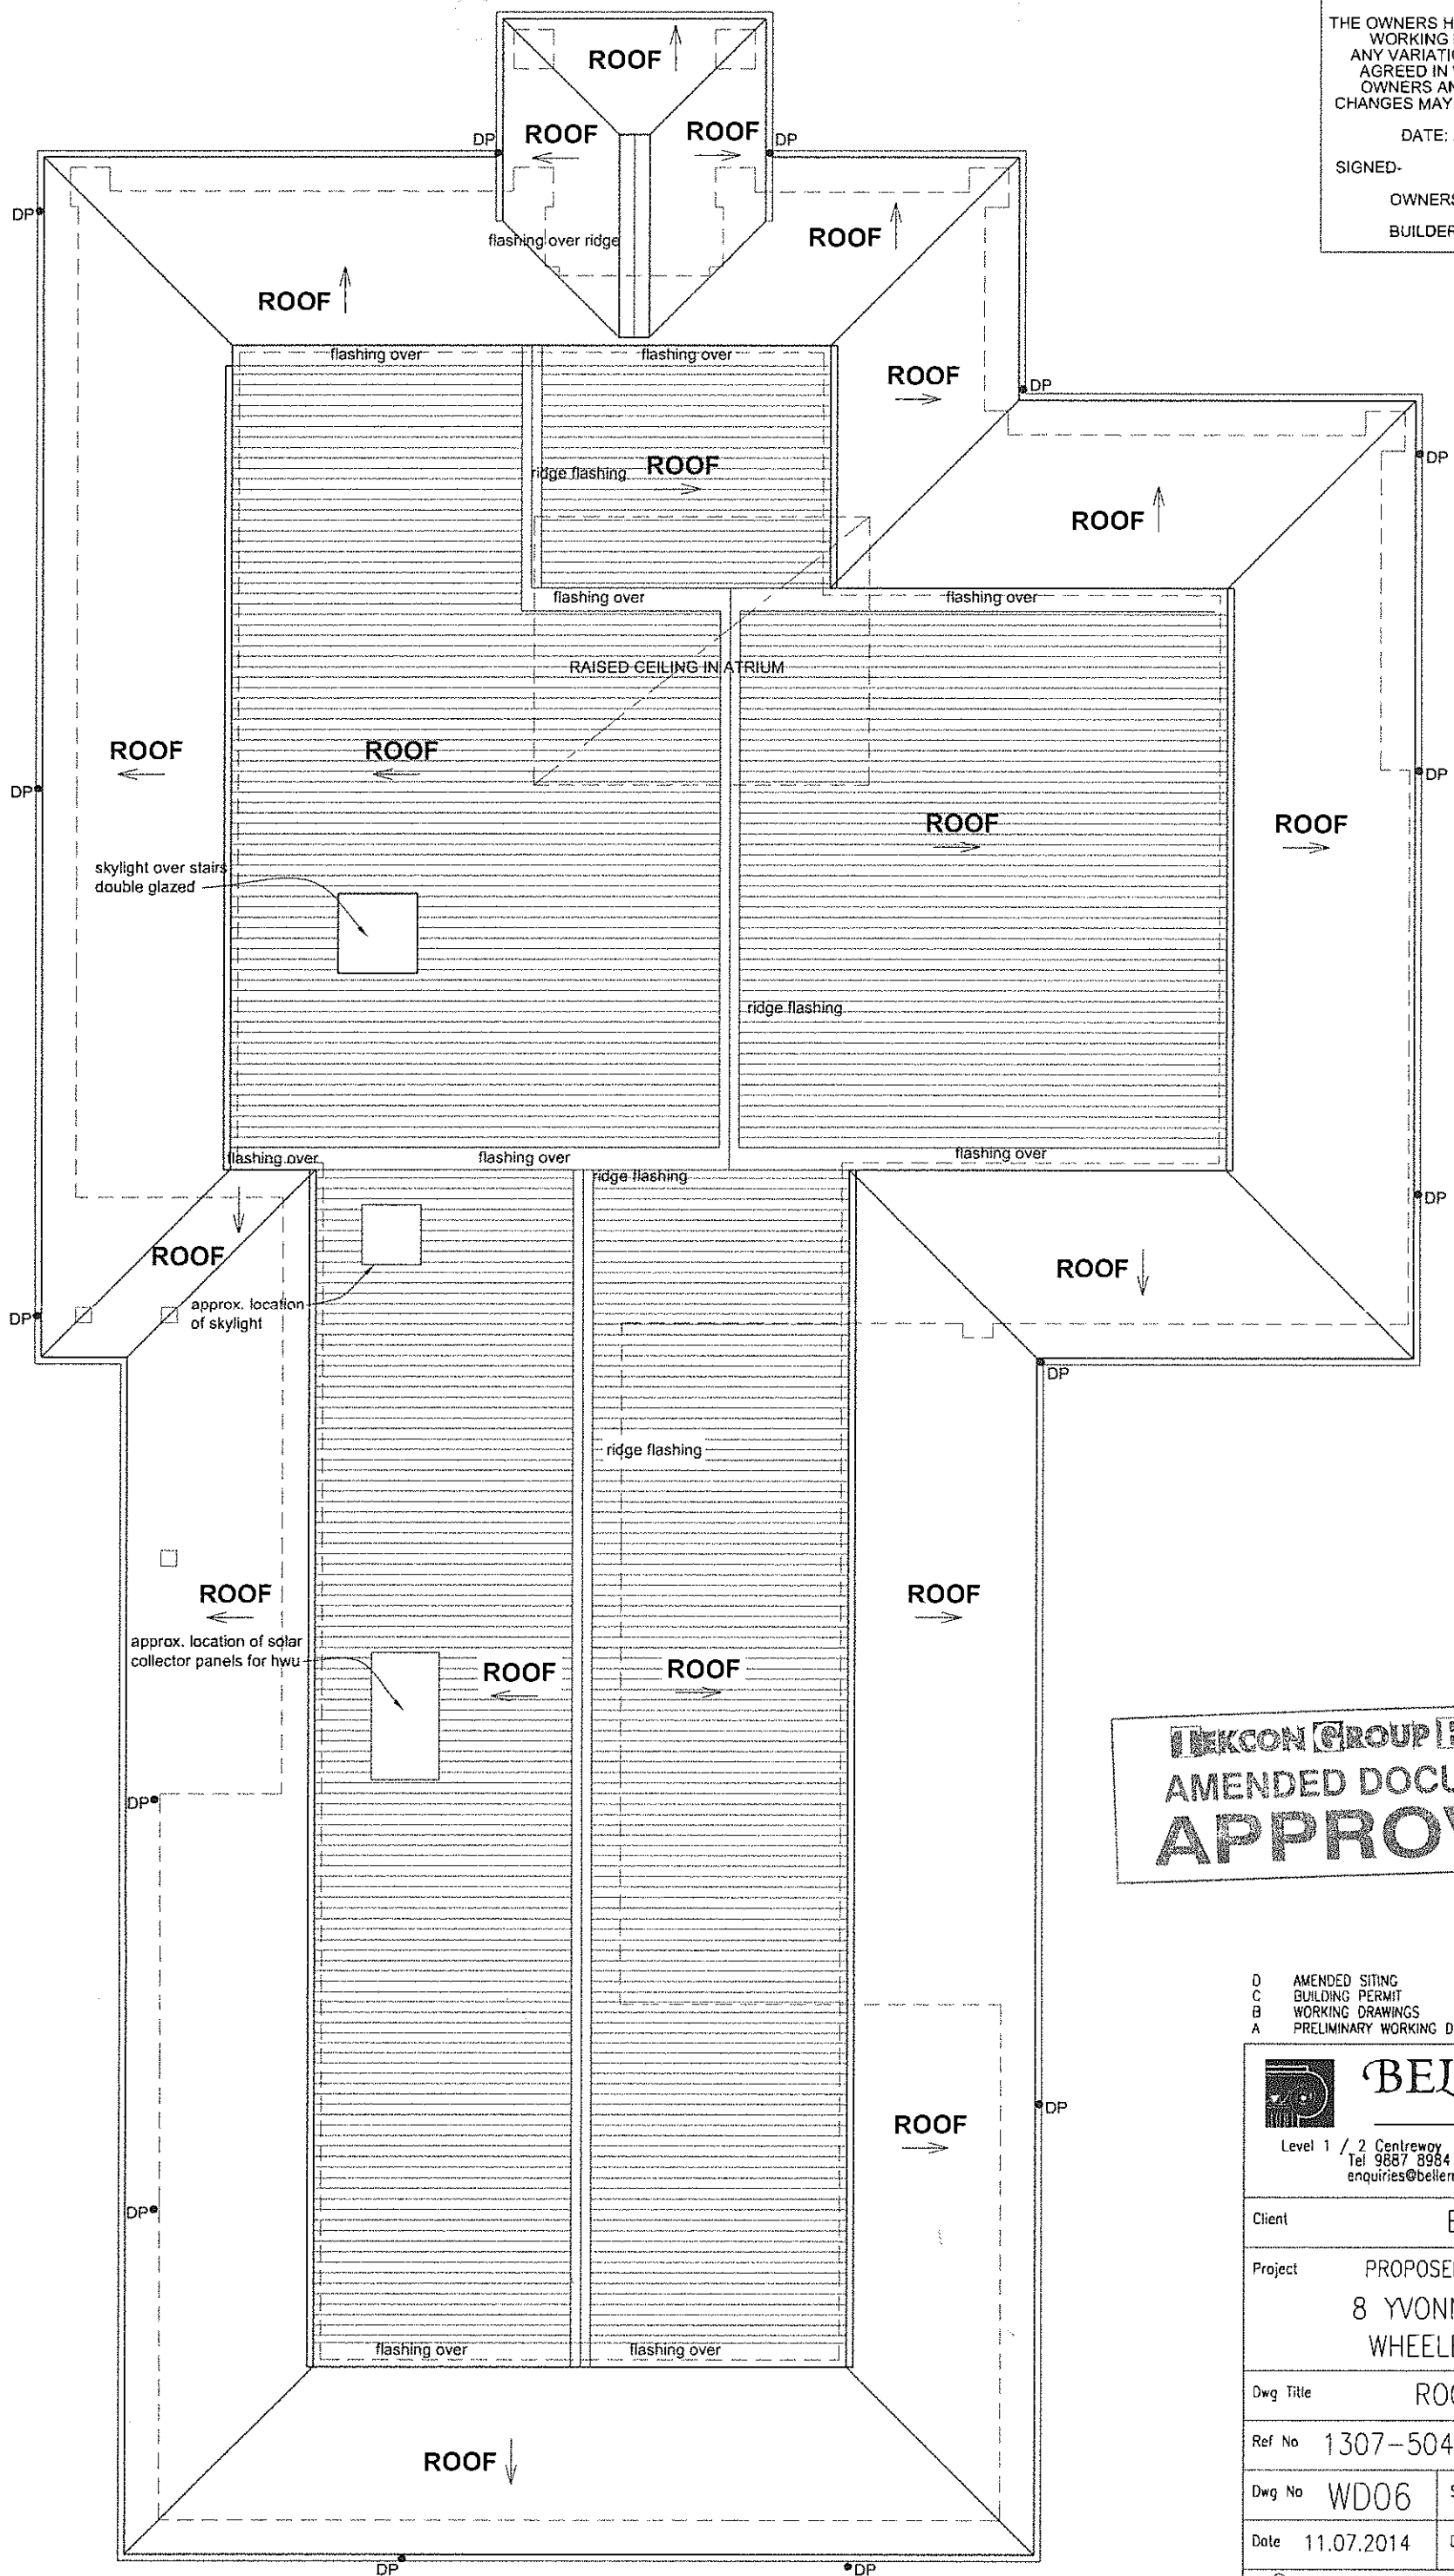 THE OWNERS H
WORKING
ANY VARIATIO
AGREED IN
OWNERS AN
CHANGES MAY
DATE:
SIGNED-
OWNERS
BUILDER
ROOF
DP
ROOF
ROOF
DP
DP
flashing over ridge
ROOF
ROOF
flashing over
flashing over
ROOF
DP
DP
ridge flashing
ROOF
ROOF
flashing over
flashing over
RAISED CEILING IN ATRIUM
ROOF
ROOF
DP
DP
ROOF
ROOF
skylight over stairs
double glazed
ridge flashing
flashing over
flashing over
flashing over
ridge flashing
DP
ROOF
ROOF
approx. location
of skylight
DP
DP
ridge flashing
ROOF
ROOF
approx. location of solar
collector panels for hwu
ROOF
ROOF
TEKCON GROUP
AMENDED DOCU
APPROV
DP
D AMENDED SITING
C BUILDING PERMIT
B WORKING DRAWINGS
A PRELIMINARY WORKING D
BEL
DP
ROOF
Level 1 / 2 Centreway
Tel 9887 8984
enquiries@beller
DP
Client
Project PROPOSE
8 YVONN
WHEEL
flashing over
flashing over
Dwg Title ROO
Ref No 1307-504
ROOF
Dwg No WD06
Date 11.07.2014
DP
DP